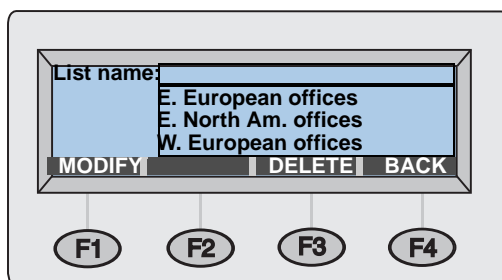 List name:
E. European offices
E. North Am. offices
W. European offices
MODIFY DELETE BACK
F1 F2 F3 F4